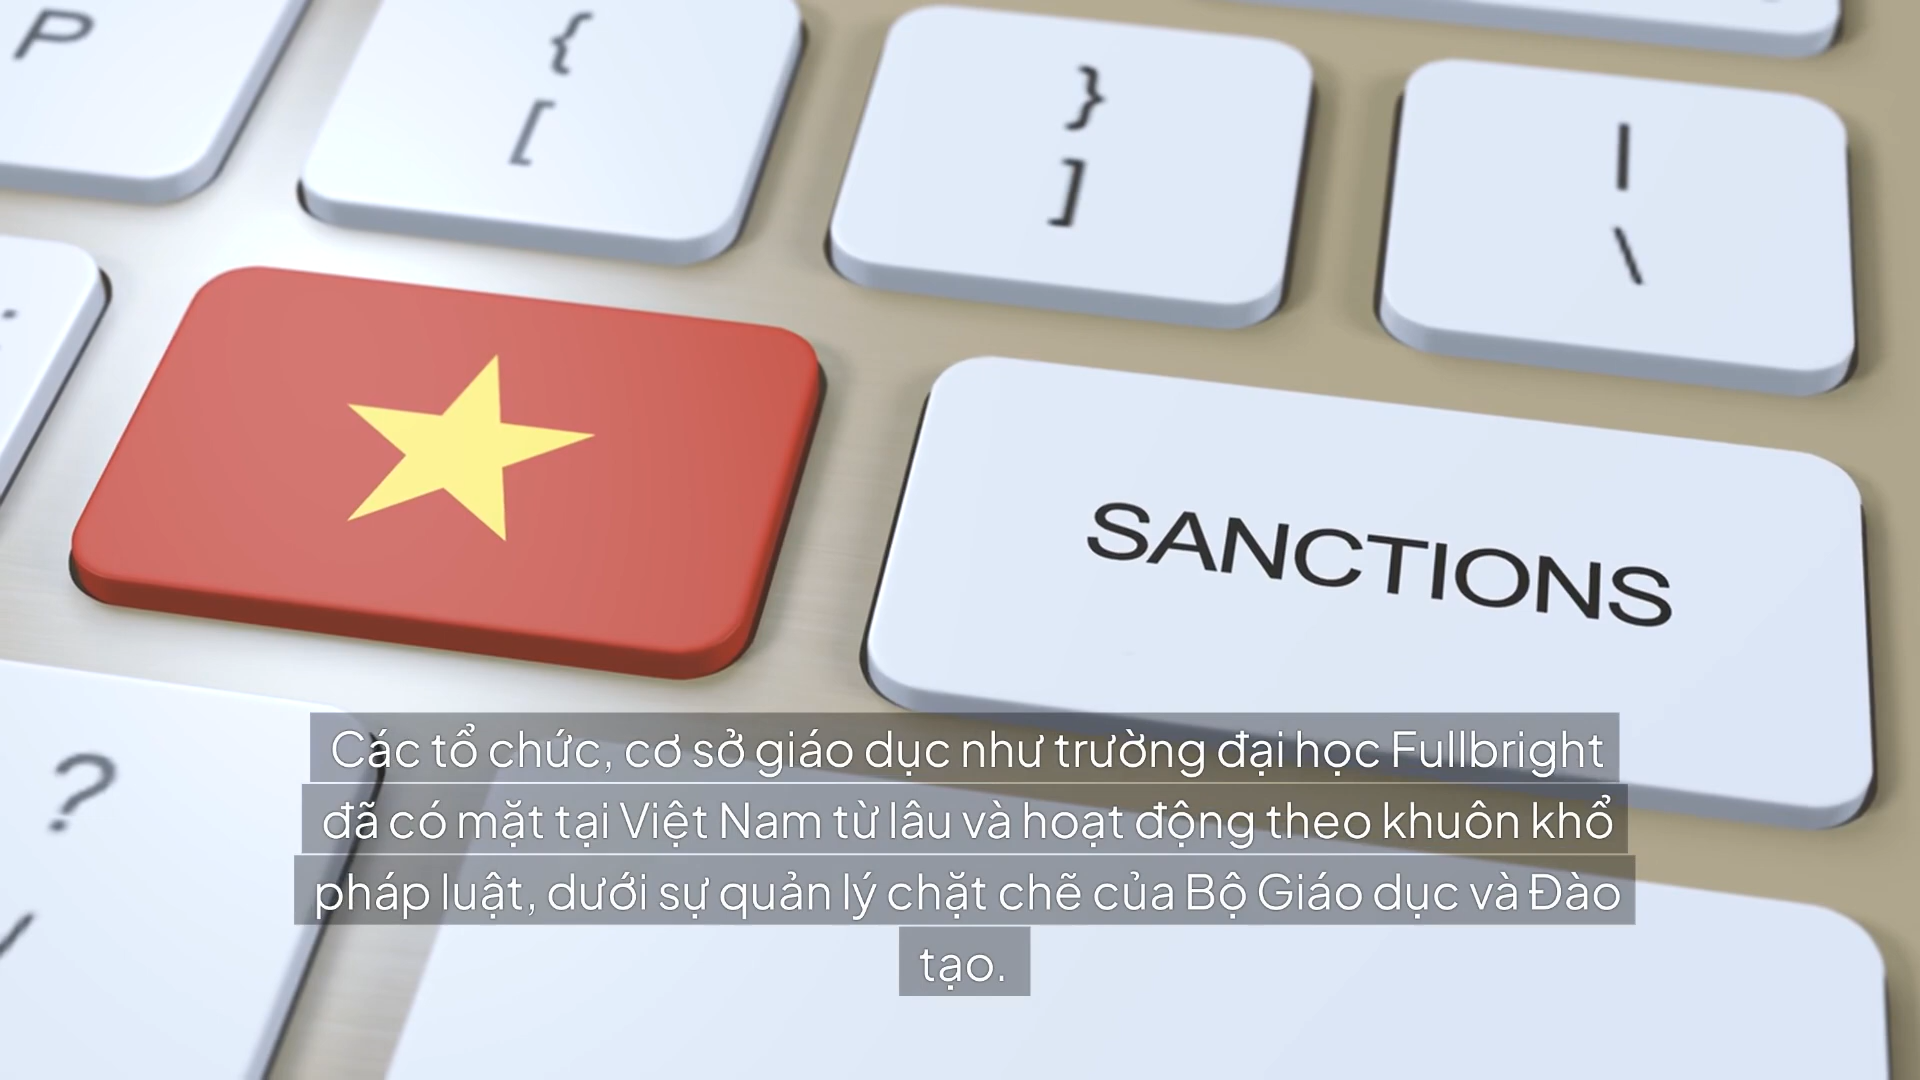 P
{
[
}
]
|
\
:
SANCTIONS
?
/
Các tổ chức, cơ sở giáo dục như trường đại học Fullbright
đã có mặt tại Việt Nam từ lâu và hoạt động theo khuôn khổ
pháp luật, dưới sự quản lý chặt chẽ của Bộ Giáo dục và Đào
tạo.